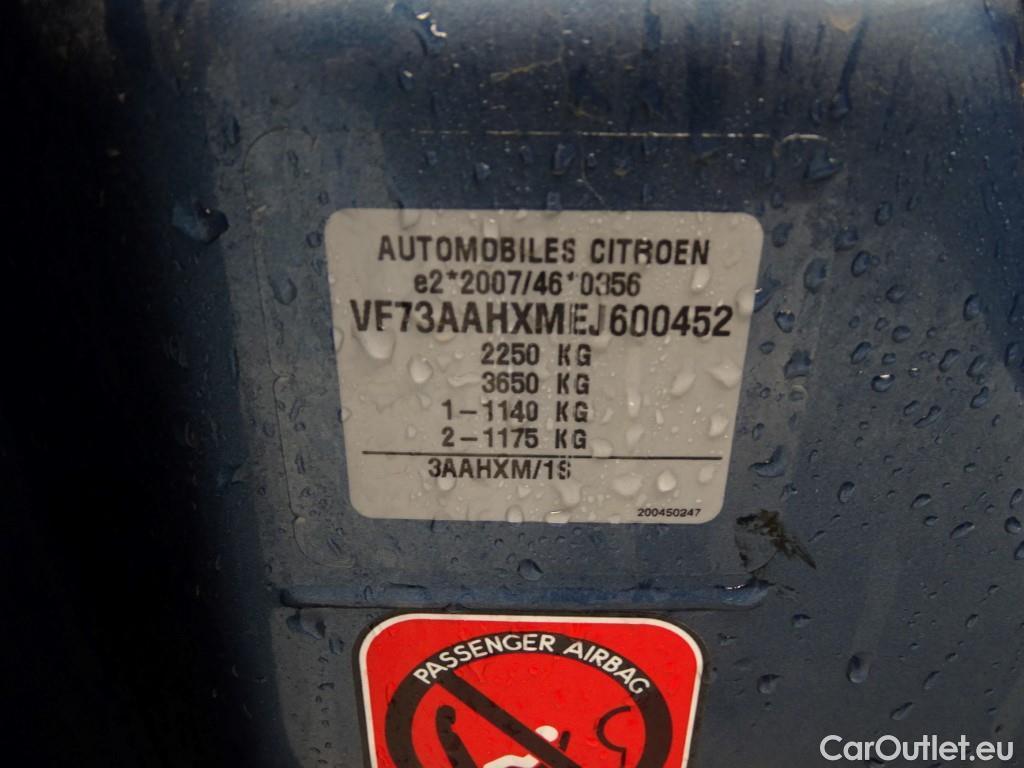 AUTOMOBILES CITROEN
e2*2007/46*0356
VF73AAHXMEJ600452
2250 KG
3650 KG
1-1140 KG
2-1175 KG
3AAHXM/1S
200450247
PASSENGER AIRBAG
CarOutlet.eu